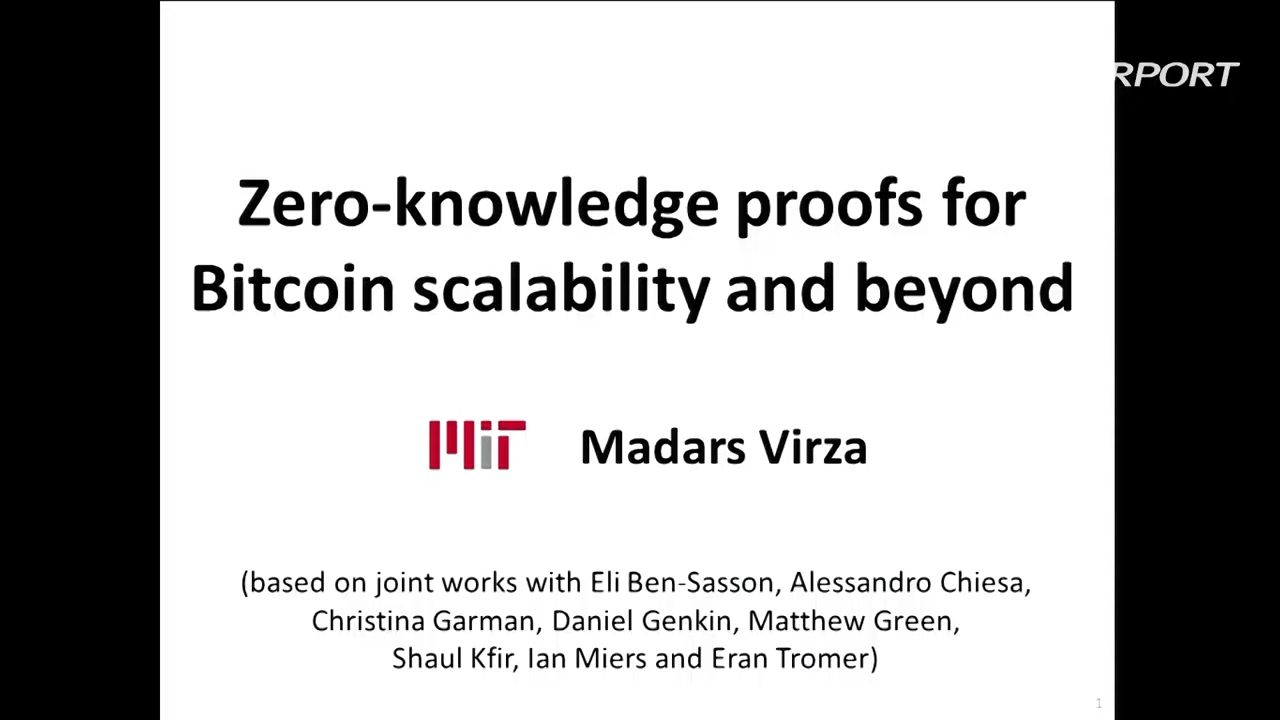 RPORT
Zero-knowledge proofs for
Bitcoin scalability and beyond
MIT Madars Virza
(based on joint works with Eli Ben-Sasson, Alessandro Chiesa,
Christina Garman, Daniel Genkin, Matthew Green,
Shaul Kfir, Ian Miers and Eran Tromer)
1